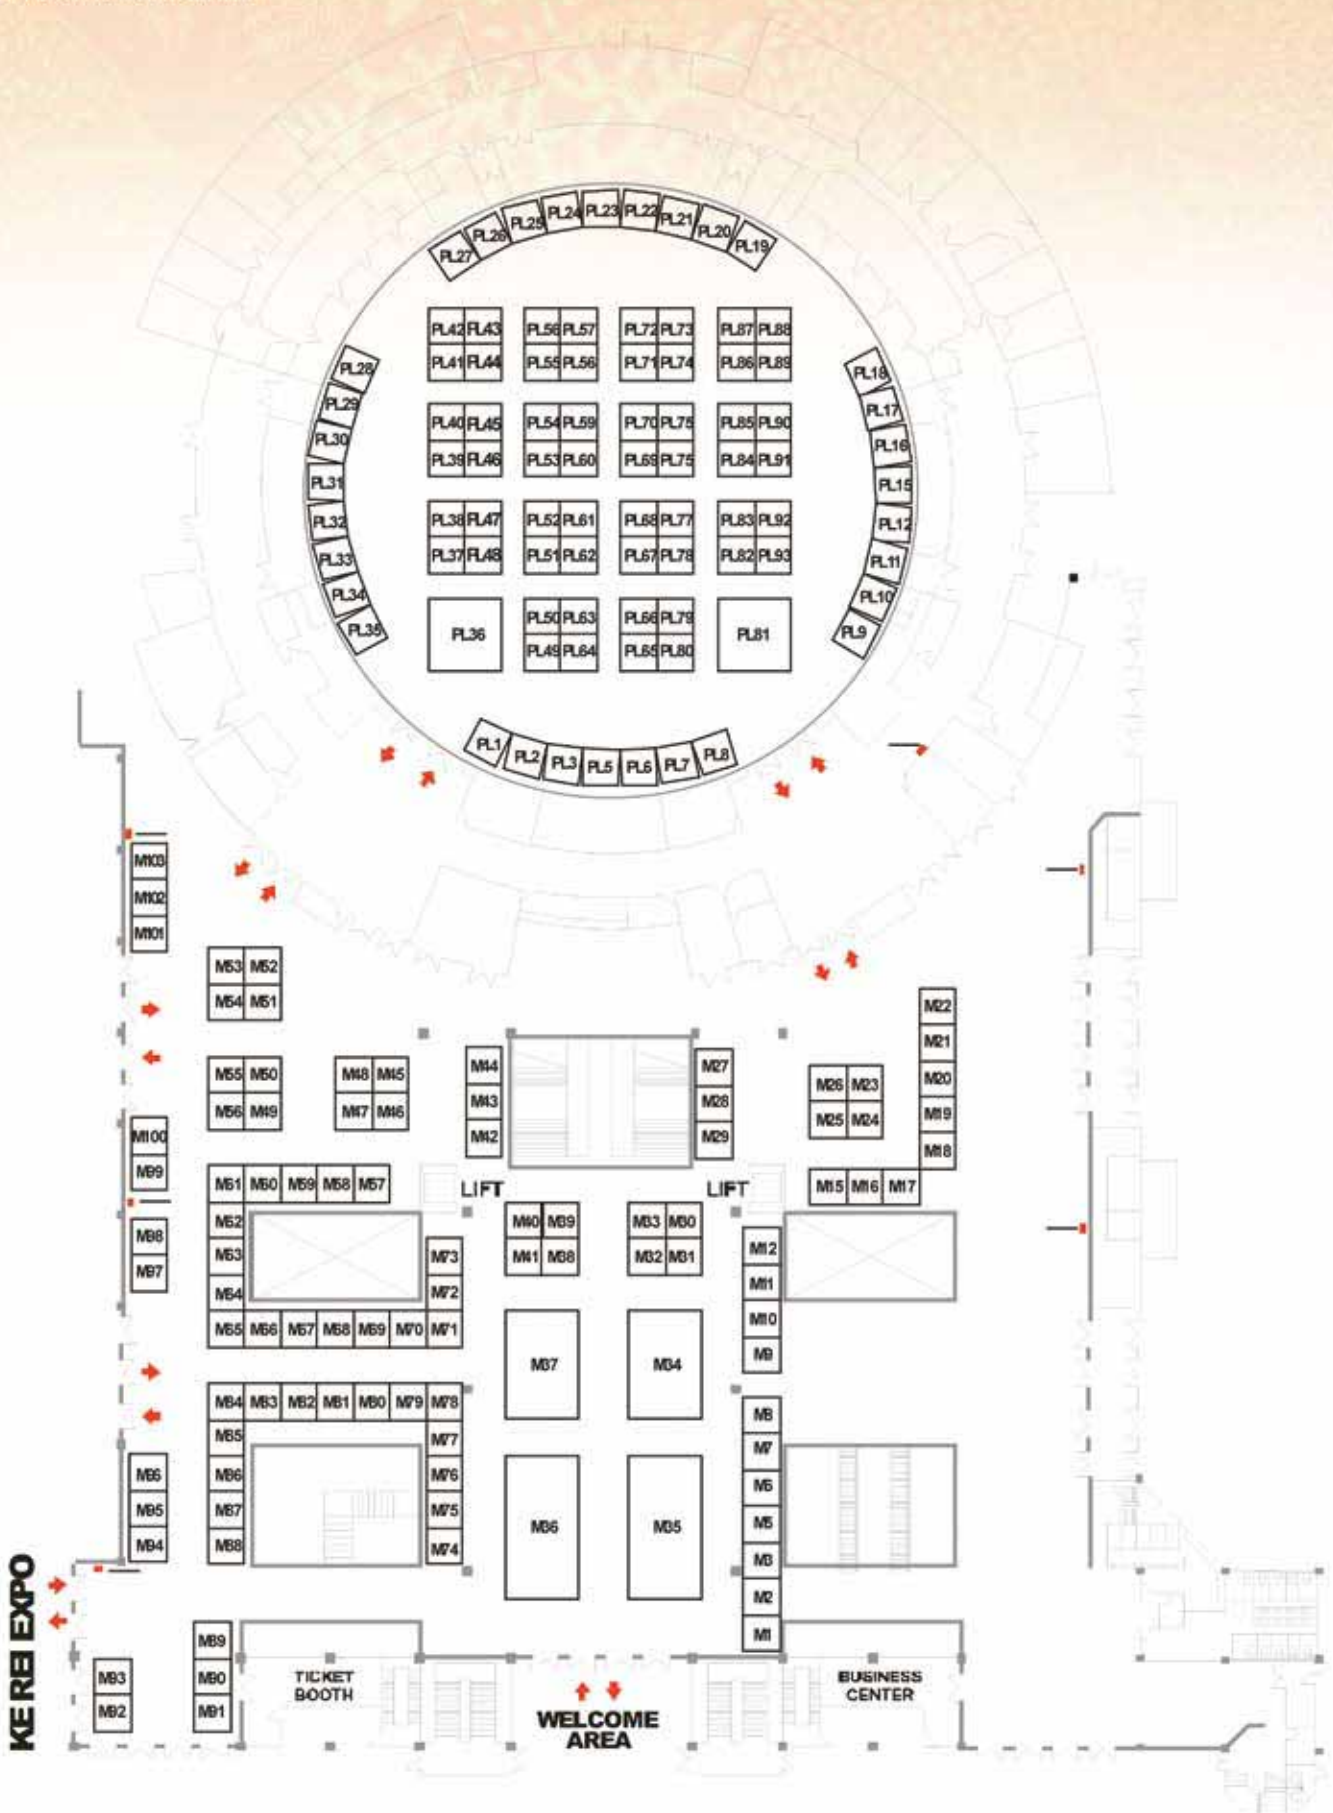 PL27 PL26 PL25 PL24 PL23 PL22 PL21 PL20 PL19
PL42 PL43 PL56 PL57 PL72 PL73 PL87 PL88
PL41 PL44 PL55 PL56 PL71 PL74 PL86 PL89
PL28 PL18
PL29 PL17
PL40 PL45 PL54 PL59 PL70 PL75 PL85 PL90
PL30 PL16
PL39 PL46 PL53 PL60 PL69 PL75 PL84 PL91
PL31 PL15
PL38 PL47 PL52 PL61 PL68 PL77 PL83 PL92
PL32 PL12
PL37 PL48 PL51 PL62 PL67 PL78 PL82 PL93
PL33 PL11
PL34 PL10
PL50 PL63 PL66 PL79
PL35 PL36 PL81 PL9
PL49 PL64 PL65 PL80
PL1 PL2 PL3 PL5 PL6 PL7 PL8
M103
M102
M101
M53 M52
M54 M51
M22
M21
M20
M19
M18
M55 M50 M48 M45 M44 M27 M26 M23
M56 M49 M47 M46 M43 M28 M25 M24
M42 M29
M100
M99
M61 M60 M59 M58 M57 LIFT LIFT M15 M16 M17
M62 M40 M39 M33 M30
M98 M63 M73 M41 M38 M32 M31 M12
M97 M64 M72 M11
M65 M66 M67 M68 M69 M70 M71 M10
M37 M34 M9
M84 M83 M82 M81 M80 M79 M78 M8
M85 M77 M7
M96 M86 M76 M6
M95 M87 M75 M36 M35 M5
M94 M88 M74 M3
M2
M1
KE REI EXPO
M89
M93 M90
M92 M91
TICKET
BOOTH
BUSINESS
CENTER
WELCOME
AREA